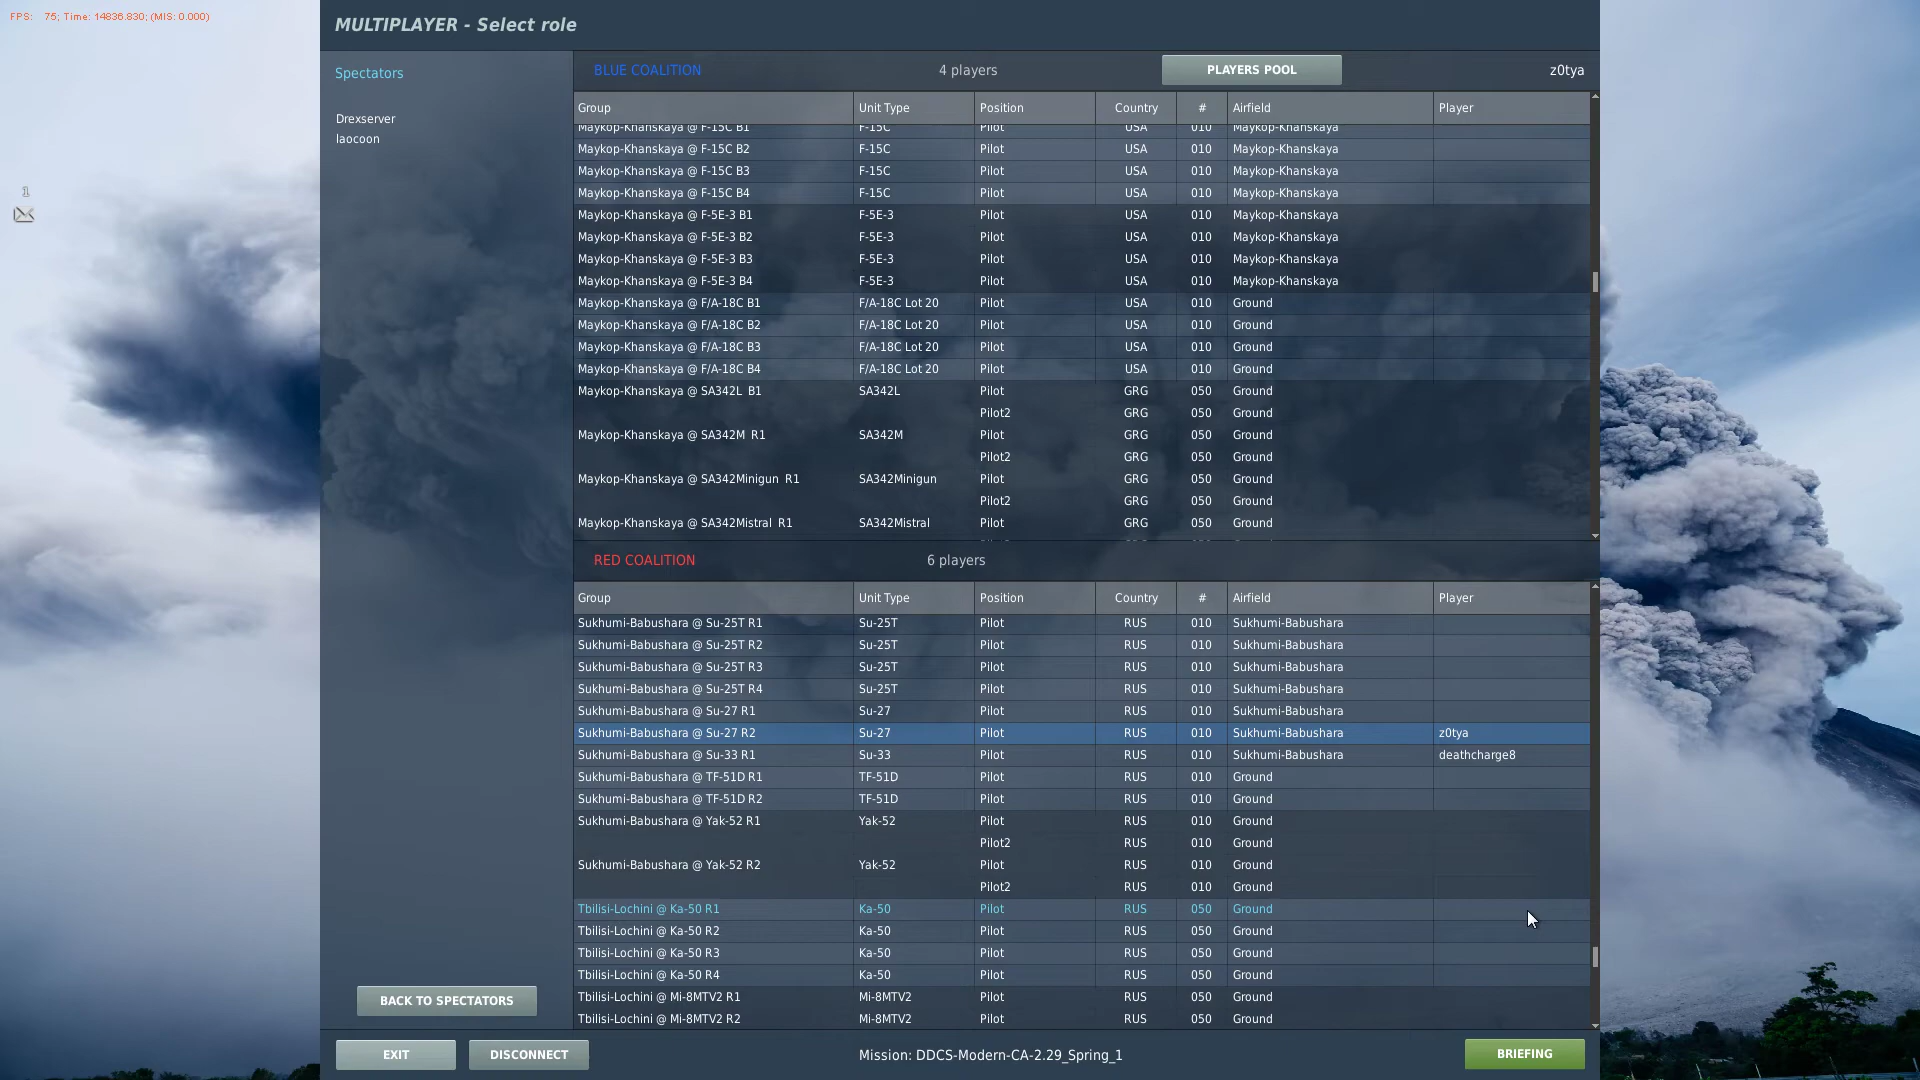 FPS: 75; Time: 14836.830; (MIS: 0.000)
MULTIPLAYER - Select role
Spectators
Drexserver
laocoon
1
BLUE COALITION 4 players PLAYERS POOL z0tya
Group Unit Type Position Country # Airfield Player
Maykop-Khanskaya @ F-15C B1 F-15C Pilot USA 010 Maykop-Khanskaya
Maykop-Khanskaya @ F-15C B2 F-15C Pilot USA 010 Maykop-Khanskaya
Maykop-Khanskaya @ F-15C B3 F-15C Pilot USA 010 Maykop-Khanskaya
Maykop-Khanskaya @ F-15C B4 F-15C Pilot USA 010 Maykop-Khanskaya
Maykop-Khanskaya @ F-5E-3 B1 F-5E-3 Pilot USA 010 Maykop-Khanskaya
Maykop-Khanskaya @ F-5E-3 B2 F-5E-3 Pilot USA 010 Maykop-Khanskaya
Maykop-Khanskaya @ F-5E-3 B3 F-5E-3 Pilot USA 010 Maykop-Khanskaya
Maykop-Khanskaya @ F-5E-3 B4 F-5E-3 Pilot USA 010 Maykop-Khanskaya
Maykop-Khanskaya @ F/A-18C B1 F/A-18C Lot 20 Pilot USA 010 Ground
Maykop-Khanskaya @ F/A-18C B2 F/A-18C Lot 20 Pilot USA 010 Ground
Maykop-Khanskaya @ F/A-18C B3 F/A-18C Lot 20 Pilot USA 010 Ground
Maykop-Khanskaya @ F/A-18C B4 F/A-18C Lot 20 Pilot USA 010 Ground
Maykop-Khanskaya @ SA342L B1 SA342L Pilot GRG 050 Ground
Pilot2 GRG 050 Ground
Maykop-Khanskaya @ SA342M R1 SA342M Pilot GRG 050 Ground
Pilot2 GRG 050 Ground
Maykop-Khanskaya @ SA342Minigun R1 SA342Minigun Pilot GRG 050 Ground
Pilot2 GRG 050 Ground
Maykop-Khanskaya @ SA342Mistral R1 SA342Mistral Pilot GRG 050 Ground
RED COALITION 6 players
Group Unit Type Position Country # Airfield Player
Sukhumi-Babushara @ Su-25T R1 Su-25T Pilot RUS 010 Sukhumi-Babushara
Sukhumi-Babushara @ Su-25T R2 Su-25T Pilot RUS 010 Sukhumi-Babushara
Sukhumi-Babushara @ Su-25T R3 Su-25T Pilot RUS 010 Sukhumi-Babushara
Sukhumi-Babushara @ Su-25T R4 Su-25T Pilot RUS 010 Sukhumi-Babushara
Sukhumi-Babushara @ Su-27 R1 Su-27 Pilot RUS 010 Sukhumi-Babushara
Sukhumi-Babushara @ Su-27 R2 Su-27 Pilot RUS 010 Sukhumi-Babushara z0tya
Sukhumi-Babushara @ Su-33 R1 Su-33 Pilot RUS 010 Sukhumi-Babushara deathcharge8
Sukhumi-Babushara @ TF-51D R1 TF-51D Pilot RUS 010 Ground
Sukhumi-Babushara @ TF-51D R2 TF-51D Pilot RUS 010 Ground
Sukhumi-Babushara @ Yak-52 R1 Yak-52 Pilot RUS 010 Ground
Pilot2 RUS 010 Ground
Sukhumi-Babushara @ Yak-52 R2 Yak-52 Pilot RUS 010 Ground
Pilot2 RUS 010 Ground
Tbilisi-Lochini @ Ka-50 R1 Ka-50 Pilot RUS 050 Ground
Tbilisi-Lochini @ Ka-50 R2 Ka-50 Pilot RUS 050 Ground
Tbilisi-Lochini @ Ka-50 R3 Ka-50 Pilot RUS 050 Ground
Tbilisi-Lochini @ Ka-50 R4 Ka-50 Pilot RUS 050 Ground
Tbilisi-Lochini @ Mi-8MTV2 R1 Mi-8MTV2 Pilot RUS 050 Ground
Tbilisi-Lochini @ Mi-8MTV2 R2 Mi-8MTV2 Pilot RUS 050 Ground
BACK TO SPECTATORS
EXIT DISCONNECT Mission: DDCS-Modern-CA-2.29_Spring_1 BRIEFING